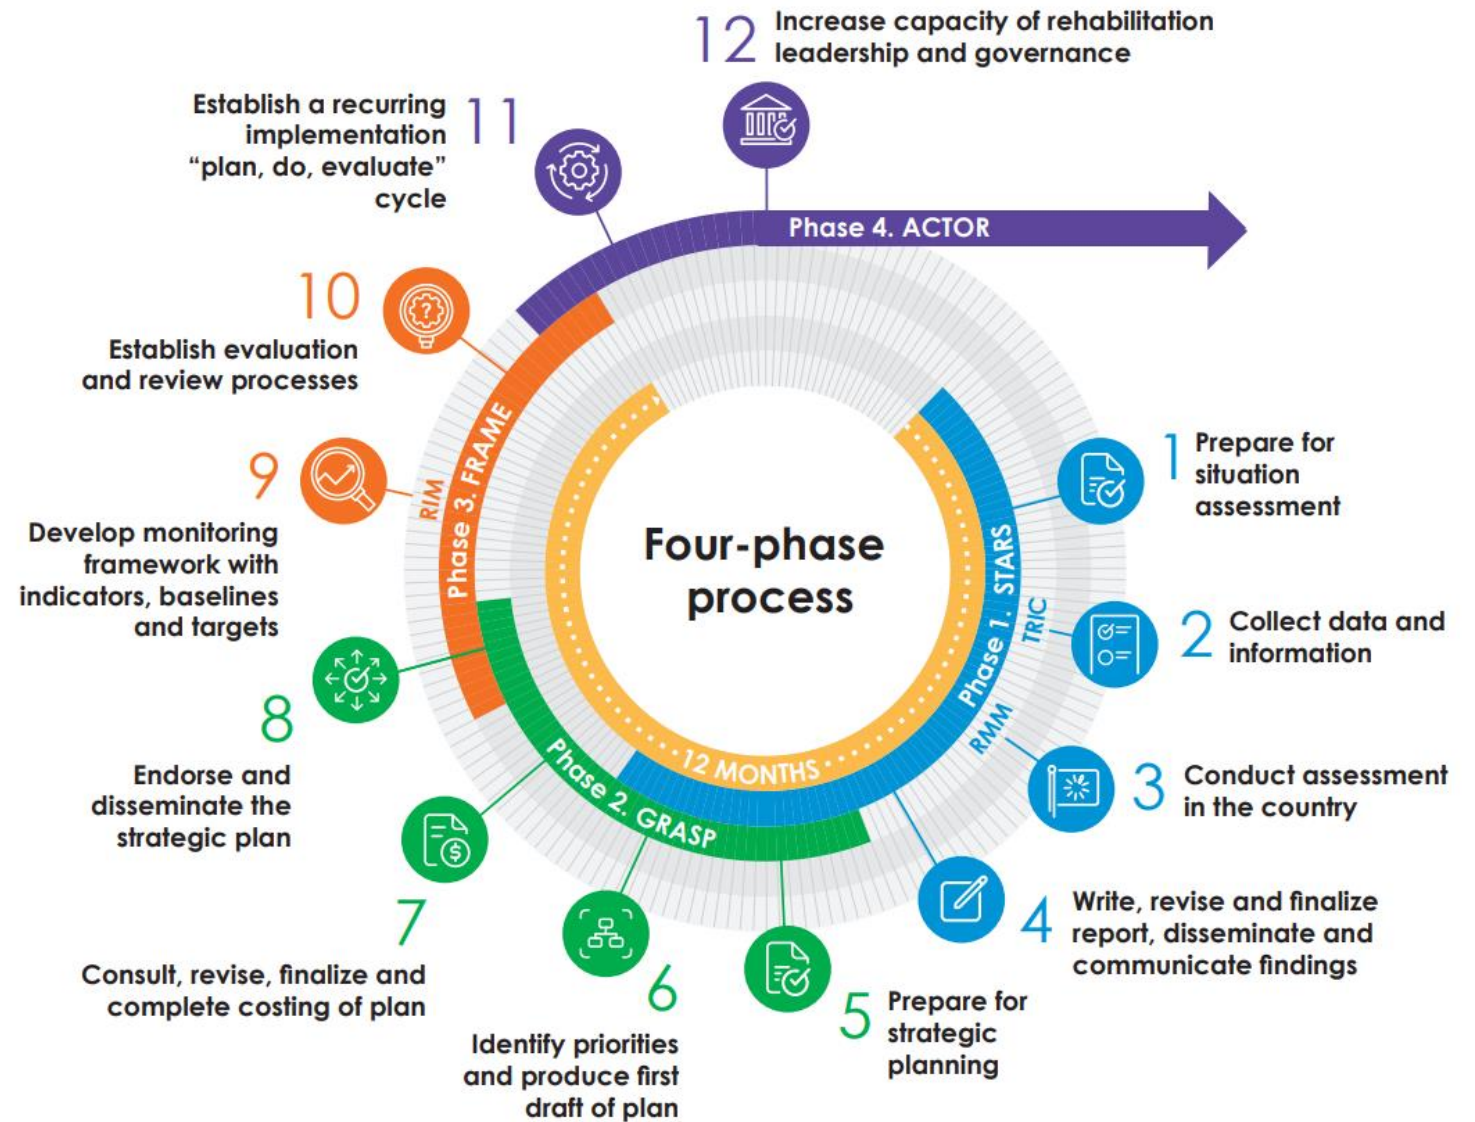 Four-phase
process
12 MONTHS
Phase 1. STARS
TRIC
RMM
1
Prepare for
situation
assessment
2
Collect data and
information
3
Conduct assessment
in the country
4
Write, revise and finalize
report, disseminate and
communicate findings
Phase 2. GRASP
5
Prepare for
strategic
planning
6
Identify priorities
and produce first
draft of plan
7
Consult, revise, finalize and
complete costing of plan
8
Endorse and
disseminate the
strategic plan
Phase 3. FRAME
RIM
9
Develop monitoring
framework with
indicators, baselines
and targets
10
Establish evaluation
and review processes
?
$
Phase 4. ACTOR
11
Establish a recurring
implementation
“plan, do, evaluate”
cycle
12
Increase capacity of rehabilitation
leadership and governance